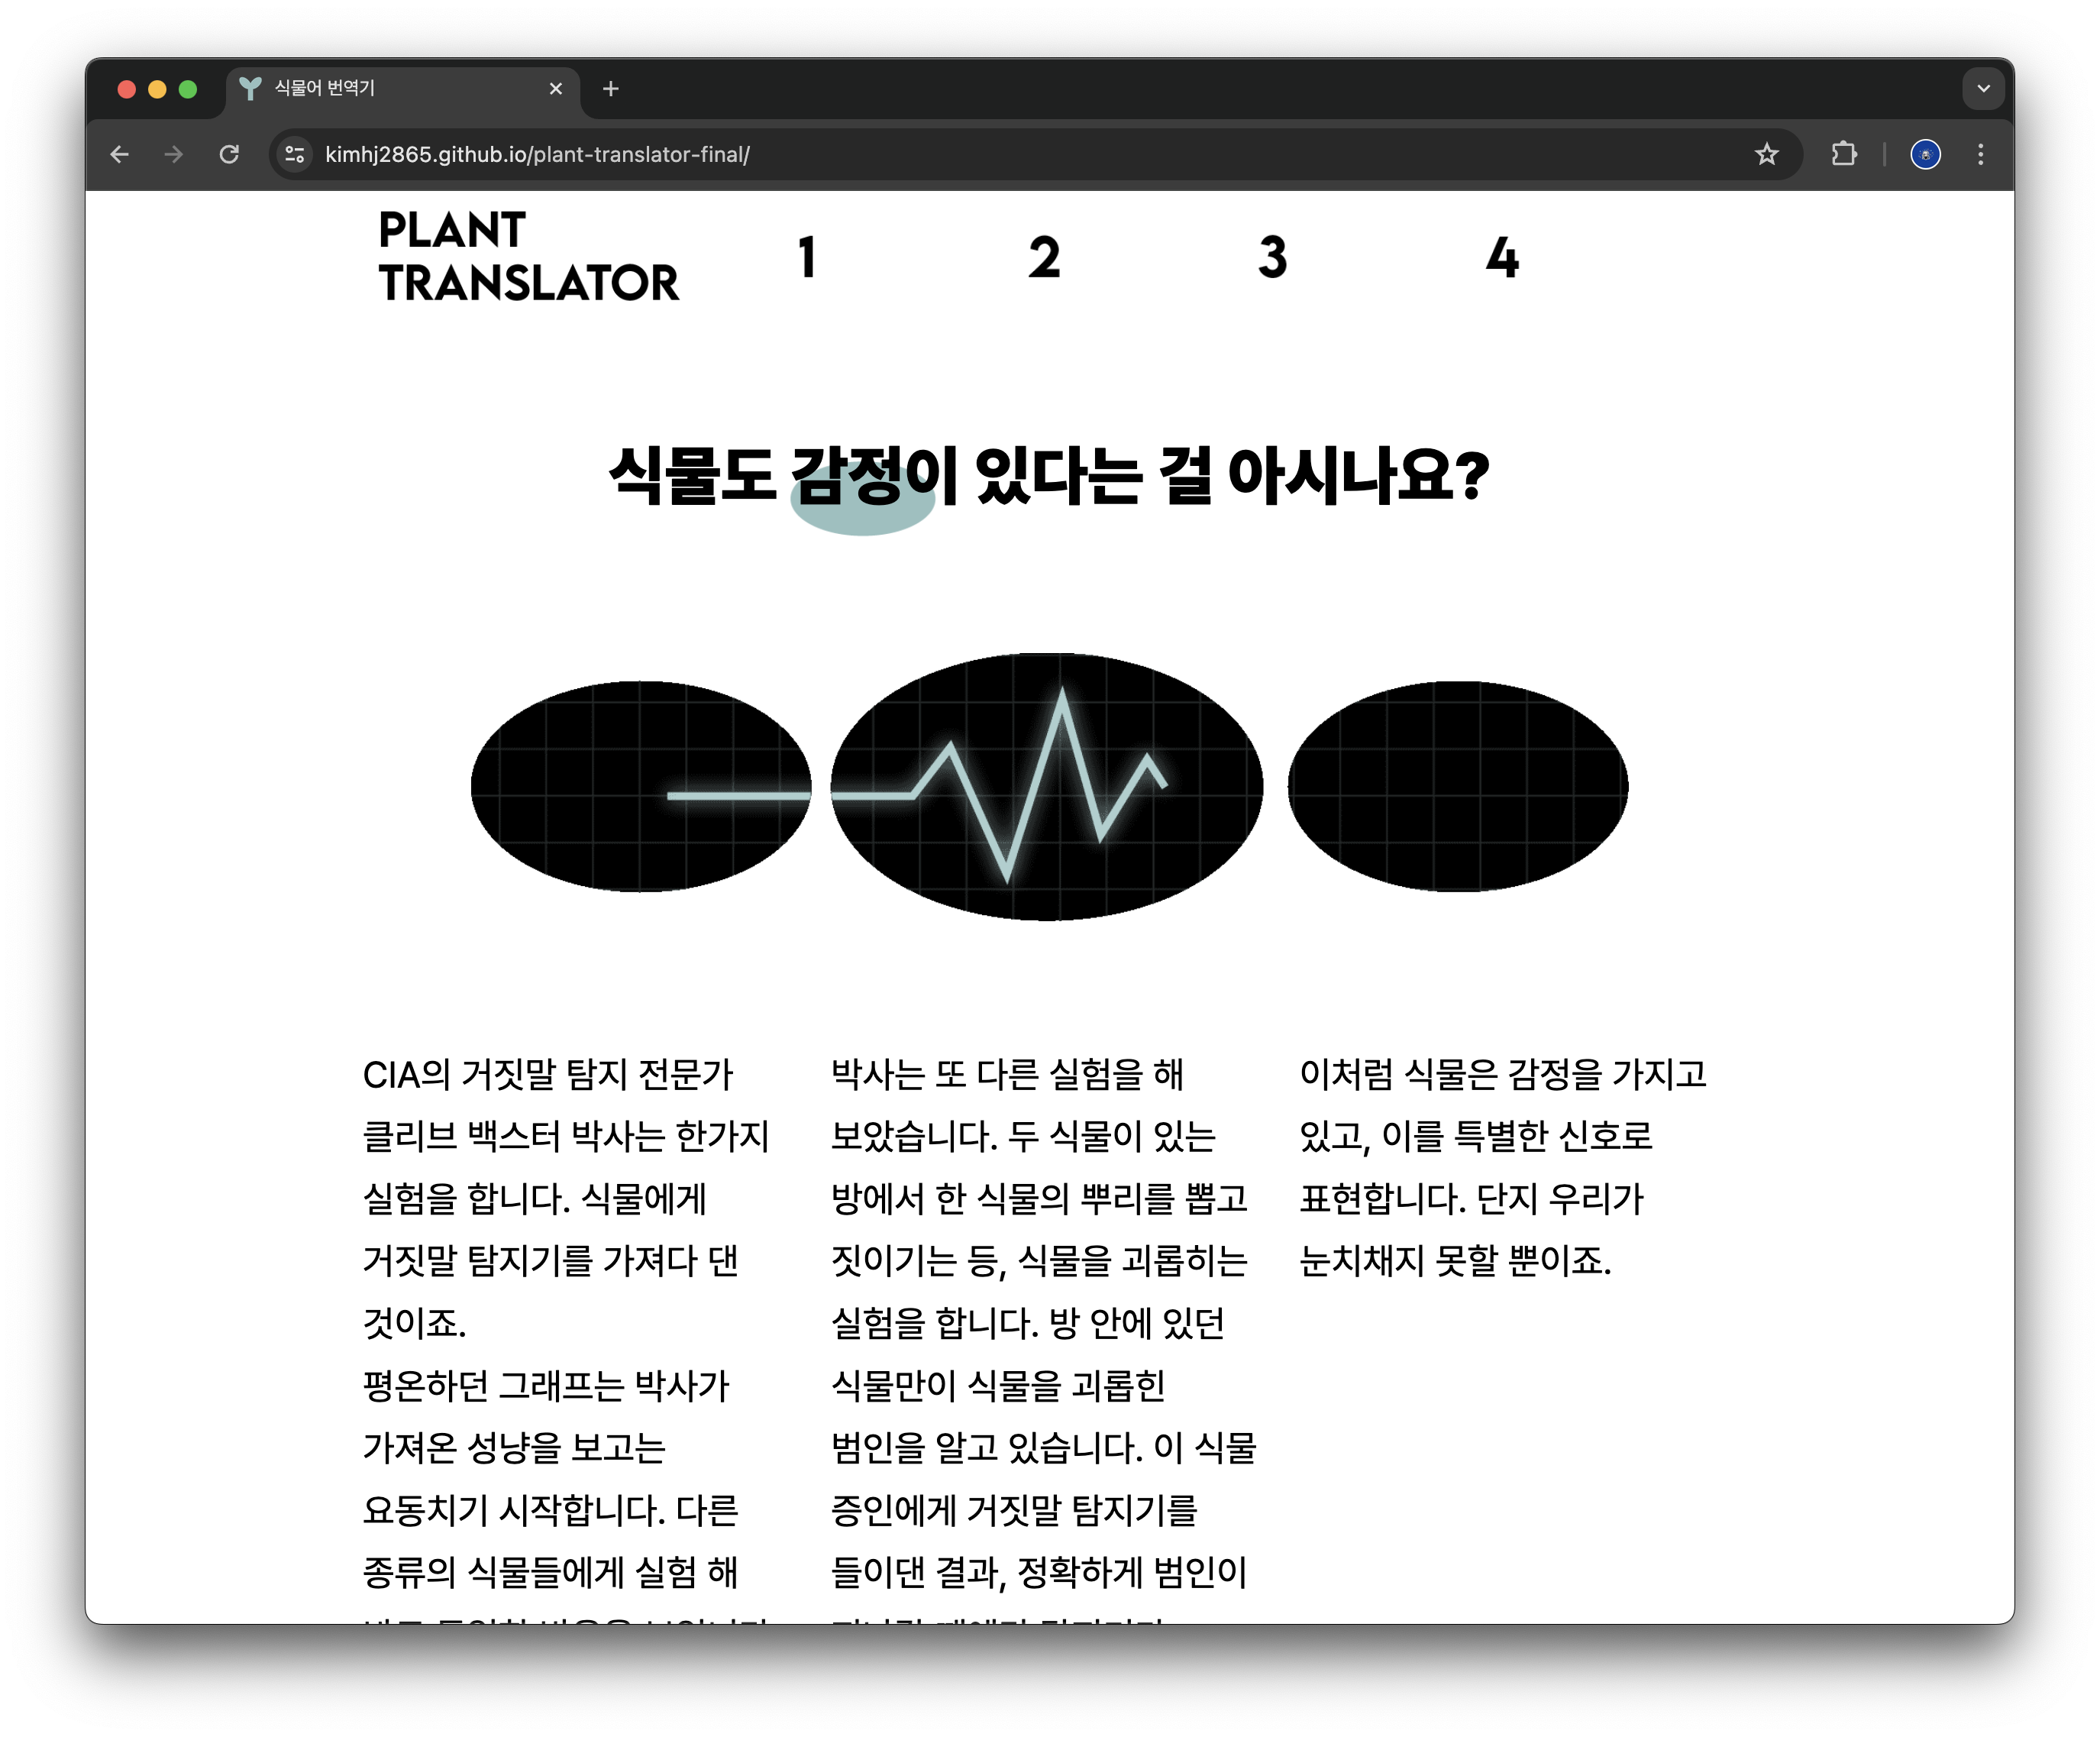 식물어 번역기
kimhj2865.github.io/plant-translator-final/
PLANT
TRANSLATOR
1
2
3
4
식물도 감정이 있다는 걸 아시나요?
CIA의 거짓말 탐지 전문가
클리브 백스터 박사는 한가지
실험을 합니다. 식물에게
거짓말 탐지기를 가져다 댄
것이죠.
평온하던 그래프는 박사가
가져온 성냥을 보고는
요동치기 시작합니다. 다른
종류의 식물들에게 실험 해
박사는 또 다른 실험을 해
보았습니다. 두 식물이 있는
방에서 한 식물의 뿌리를 뽑고
짓이기는 등, 식물을 괴롭히는
실험을 합니다. 방 안에 있던
식물만이 식물을 괴롭힌
범인을 알고 있습니다. 이 식물
증인에게 거짓말 탐지기를
들이댄 결과, 정확하게 범인이
이처럼 식물은 감정을 가지고
있고, 이를 특별한 신호로
표현합니다. 단지 우리가
눈치채지 못할 뿐이죠.